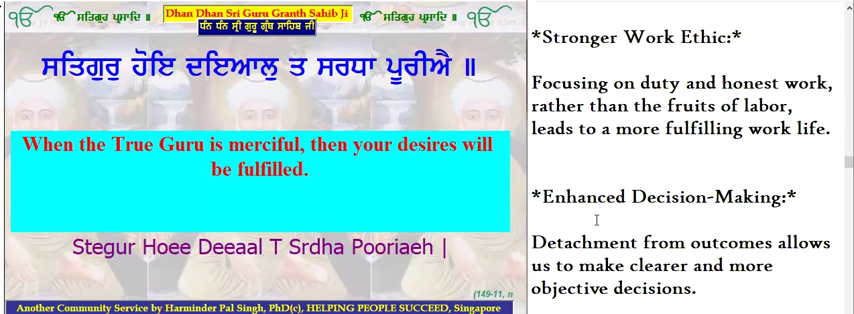 ੴ ਸਤਿਗੁਰ ਪ੍ਰਸਾਦਿ ॥
Dhan Dhan Sri Guru Granth Sahib Ji
ਧੰਨ ਧੰਨ ਸ੍ਰੀ ਗੁਰੂ ਗ੍ਰੰਥ ਸਾਹਿਬ ਜੀ
ੴ ਸਤਿਗੁਰ ਪ੍ਰਸਾਦਿ ॥
ੴ
ਸਤਿਗੁਰੁ ਹੋਇ ਦਇਆਲੁ ਤ ਸਰਧਾ ਪੂਰੀਐ ॥
When the True Guru is merciful, then your desires will
be fulfilled.
Stegur Hoee Deeaal T Srdha Pooriaeh |
(149-11, n
Another Community Service by Harminder Pal Singh, PhD(c), HELPING PEOPLE SUCCEED, Singapore
*Stronger Work Ethic:*
Focusing on duty and honest work,
rather than the fruits of labor,
leads to a more fulfilling work life.
*Enhanced Decision-Making:*
Detachment from outcomes allows
us to make clearer and more
objective decisions.